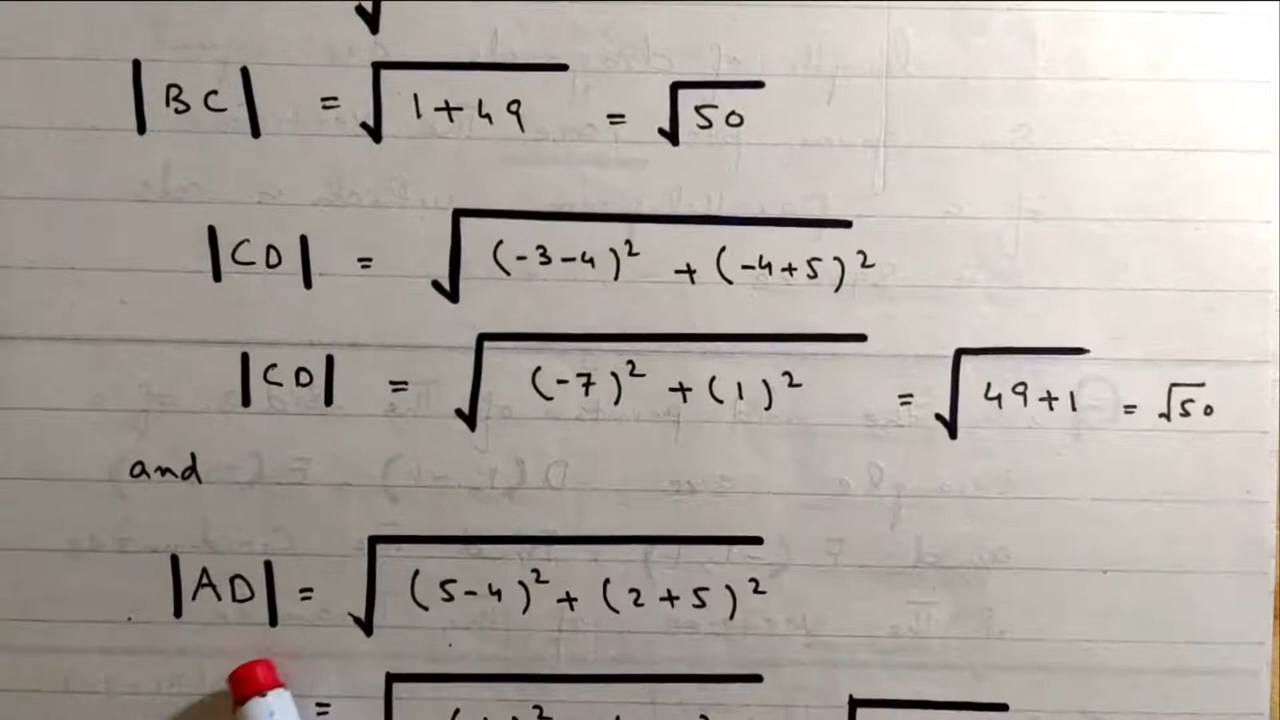 |BC| = √(1+49) = √50
|CD| = √((-3-4)² + (-4+5)²)
|CD| = √((-7)² + (1)²) = √(49+1) = √50
and
|AD| = √((5-4)² + (2+5)²)
=